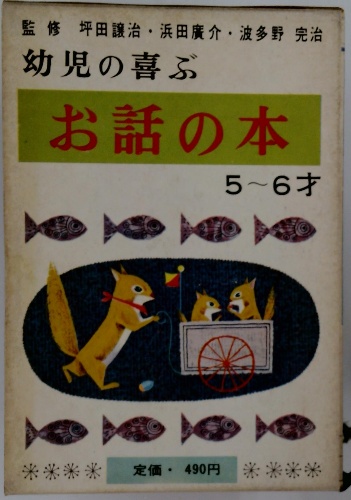 監修 坪田譲治・浜田廣介・波多野完治
幼児の喜ぶ
お話の本
5~6才
定価・490円